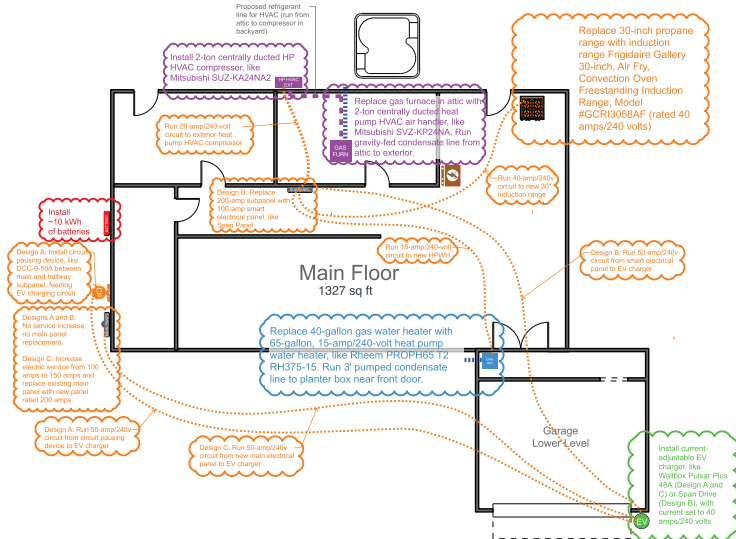 Proposed refrigerant
line for HVAC (run from
attic to compressor in
backyard)
Install 2-ton centrally ducted HP
HVAC compressor, like
Mitsubishi SUZ-KA24NA2
HP HVAC
EXT
Replace 30-inch propane
range with induction
range Frigidaire Gallery
30-inch, Air Fry,
Convection Oven
Freestanding Induction
Range, Model
#GCRI3058AF (rated 40
amps/240 volts)
Replace gas furnace in attic with
2-ton centrally ducted heat
pump HVAC air handler, like
Mitsubishi SVZ-KP24NA. Run
gravity-fed condensate line from
attic to exterior.
GAS
FURN
Run 20-amp/240-volt
circuit to exterior heat
pump HVAC compressor
Run 40-amp/240v
circuit to new 30"
induction range
Design B: Replace
200-amp subpanel with
100-amp smart
electrical panel, like
Span Panel
Install
~10 kWh
of batteries
Run 15-amp/240-volt
circuit to new HPWH
Design B: Run 50-amp/240v
circuit from smart electrical
panel to EV charger
Design A: Install circuit
pausing device, like
DCC-9-50A between
main and hallway
subpanel, feeding
EV charging circuit
Main Floor
1327 sq ft
Designs A and B:
No service increase,
no main panel
replacement.
Design C: Increase
electric service from 100
amps to 150 amps and
replace existing main
panel with new panel
rated 200 amps.
Replace 40-gallon gas water heater with
65-gallon, 15-amp/240-volt heat pump
water heater, like Rheem PROPH65 T2
RH375-15. Run 3' pumped condensate
line to planter box near front door.
Design A: Run 50-amp/240v
circuit from circuit pausing
device to EV charger
Design C: Run 50-amp/240v
circuit from new main electrical
panel to EV charger
Garage
Lower Level
Install current-
adjustable EV
charger, like
Wallbox Pulsar Plus
48A (Design A and
C) or Span Drive
(Design B), with
current set to 40
amps/240 volts
EV